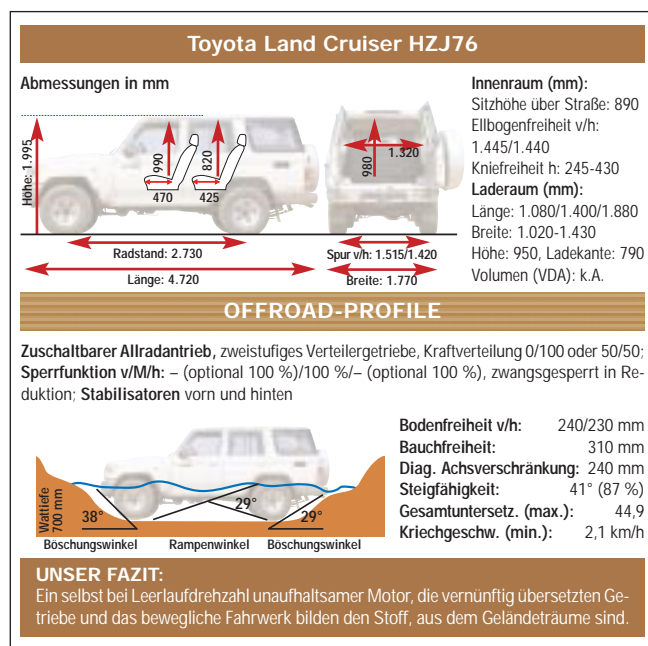 Toyota Land Cruiser HZJ76
Abmessungen in mm
Höhe: 1.995
990
820
470
425
980
1.320
Radstand: 2.730
Spur v/h: 1.515/1.420
Länge: 4.720
Breite: 1.770
Innenraum (mm):
Sitzhöhe über Straße: 890
Ellbogenfreiheit v/h:
1.445/1.440
Kniefreiheit h: 245-430
Laderaum (mm):
Länge: 1.080/1.400/1.880
Breite: 1.020-1.430
Höhe: 950, Ladekante: 790
Volumen (VDA): k.A.
OFFROAD-PROFILE
Zuschaltbarer Allradantrieb, zweistufiges Verteilergetriebe, Kraftverteilung 0/100 oder 50/50;
Sperrfunktion v/M/h: – (optional 100 %)/100 %/– (optional 100 %), zwangsgesperrt in Re-
duktion; Stabilisatoren vorn und hinten
Wattiefe
700 mm
38°
29°
29°
Böschungswinkel
Rampenwinkel
Böschungswinkel
Bodenfreiheit v/h: 240/230 mm
Bauchfreiheit: 310 mm
Diag. Achsverschränkung: 240 mm
Steigfähigkeit: 41° (87 %)
Gesamtuntersetz. (max.): 44,9
Kriechgeschw. (min.): 2,1 km/h
UNSER FAZIT:
Ein selbst bei Leerlaufdrehzahl unaufhaltsamer Motor, die vernünftig übersetzten Ge-
triebe und das bewegliche Fahrwerk bilden den Stoff, aus dem Geländeträume sind.